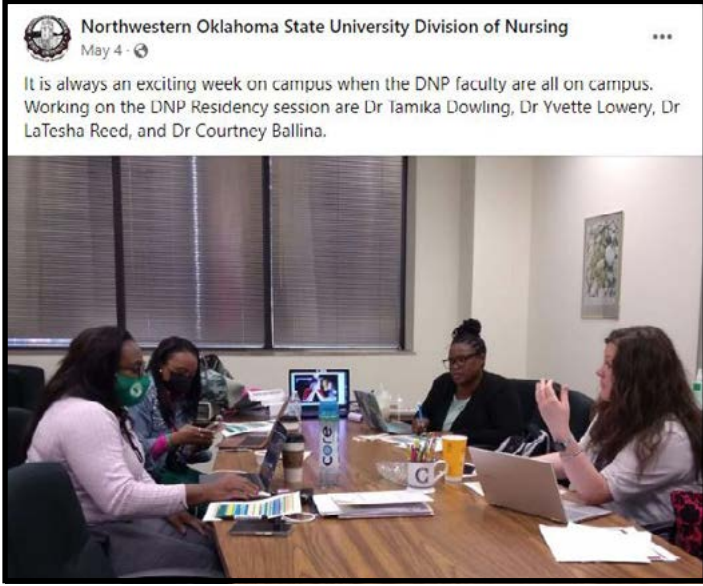 Northwestern Oklahoma State University Division of Nursing
May 4 ·
It is always an exciting week on campus when the DNP faculty are all on campus.
Working on the DNP Residency session are Dr Tamika Dowling, Dr Yvette Lowery, Dr
LaTesha Reed, and Dr Courtney Ballina.
core
C